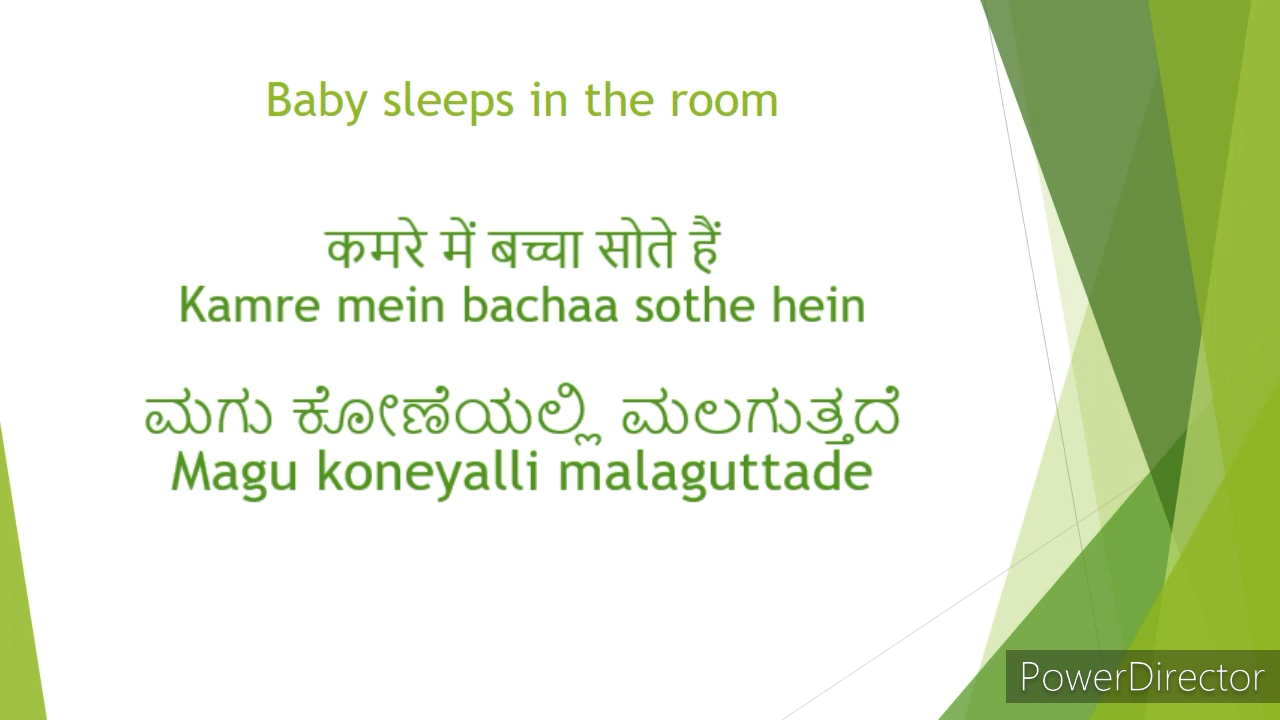 Baby sleeps in the room
कमरे में बच्चा सोते हैं
Kamre mein bachaa sothe hein
ಮಗು ಕೋಣೆಯಲ್ಲಿ ಮಲಗುತ್ತದೆ
Magu koneyalli malaguttade
PowerDirector